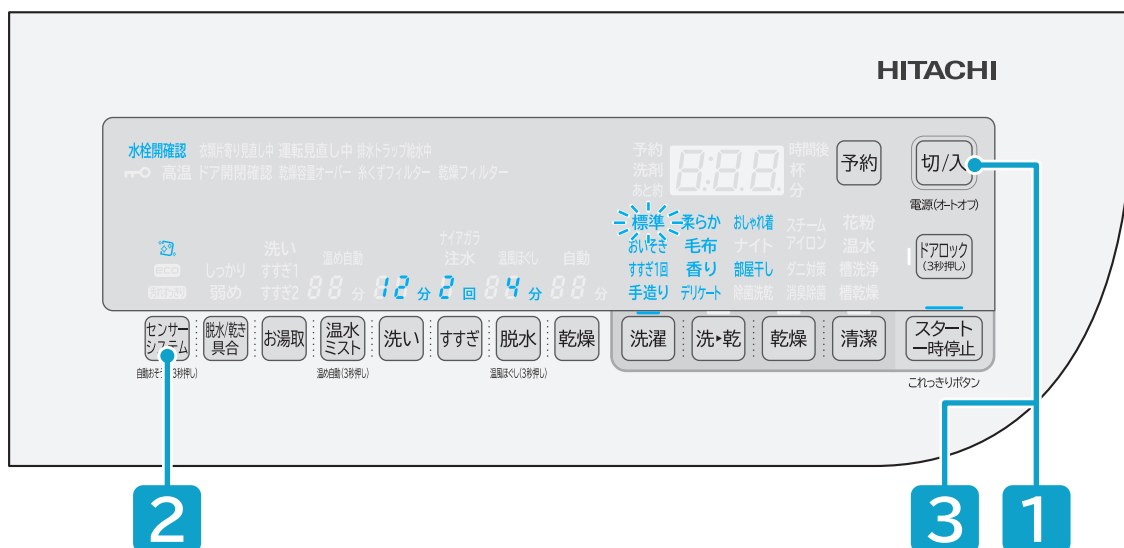 HITACHI
水栓開確認 衣類片寄り見直し中 運転見直し中 排水トラップ給水中
高温 ドア開閉確認 乾燥容量オーバー 糸くずフィルター 乾燥フィルター
予約 時間後
洗剤 8:8.8. 杯
あと約 分
予約
切/入
電源(オートオフ)
標準 柔らか おしゃれ着 スチーム 花粉
おいそぎ 毛布 ナイト アイロン 温水
すすぎ1回 香り 部屋干し ダニ対策 槽洗浄
手造り デリケート 除菌洗乾 消臭除菌 槽乾燥
ドアロック
(3秒押し)
ナイアガラ
洗い 温め自動 注水 温風ほぐし 自動
eco しっかり すすぎ1
弱め すすぎ2 88 分 12 分 2 回 4 分 88 分
センサーシステム 脱水/乾き具合 お湯取 温水ミスト 洗い すすぎ 脱水 乾燥
洗濯 洗▸乾 乾燥 清潔
スタート
一時停止
温め自動(3秒押し) 温風ほぐし(3秒押し)
これっきりボタン
2
3
1